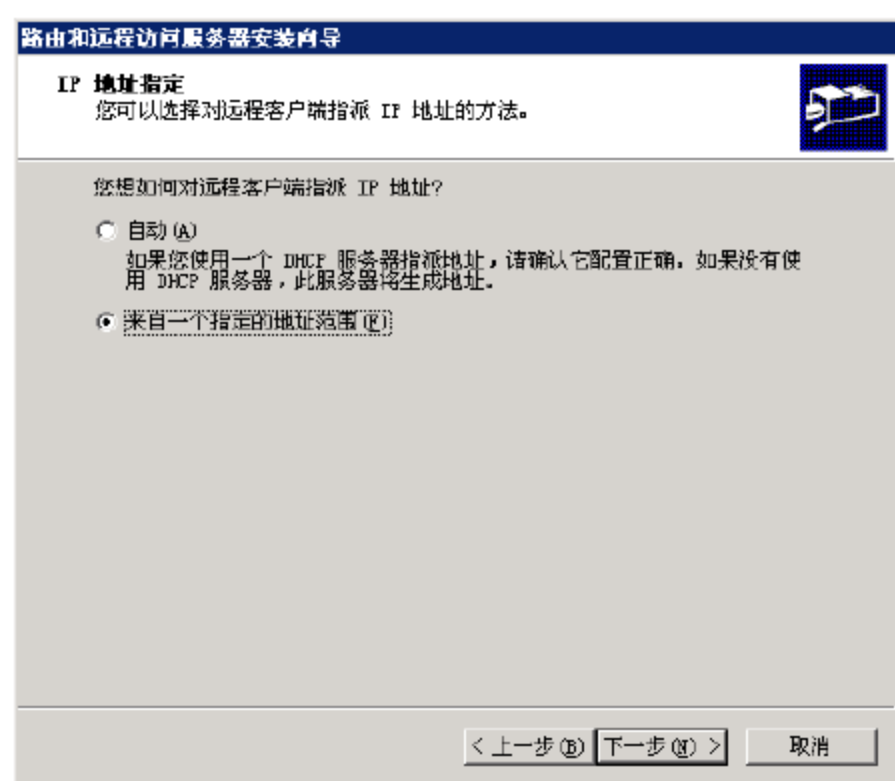 路由和远程访问服务器安装向导
IP 地址指定
您可以选择对远程客户端指派 IP 地址的方法。
您想如何对远程客户端指派 IP 地址?
自动(A)
如果您使用一个 DHCP 服务器指派地址，请确认它配置正确。如果没有使
用 DHCP 服务器，此服务器将生成地址。
来自一个指定的地址范围(F)
< 上一步(B) 下一步(N) > 取消